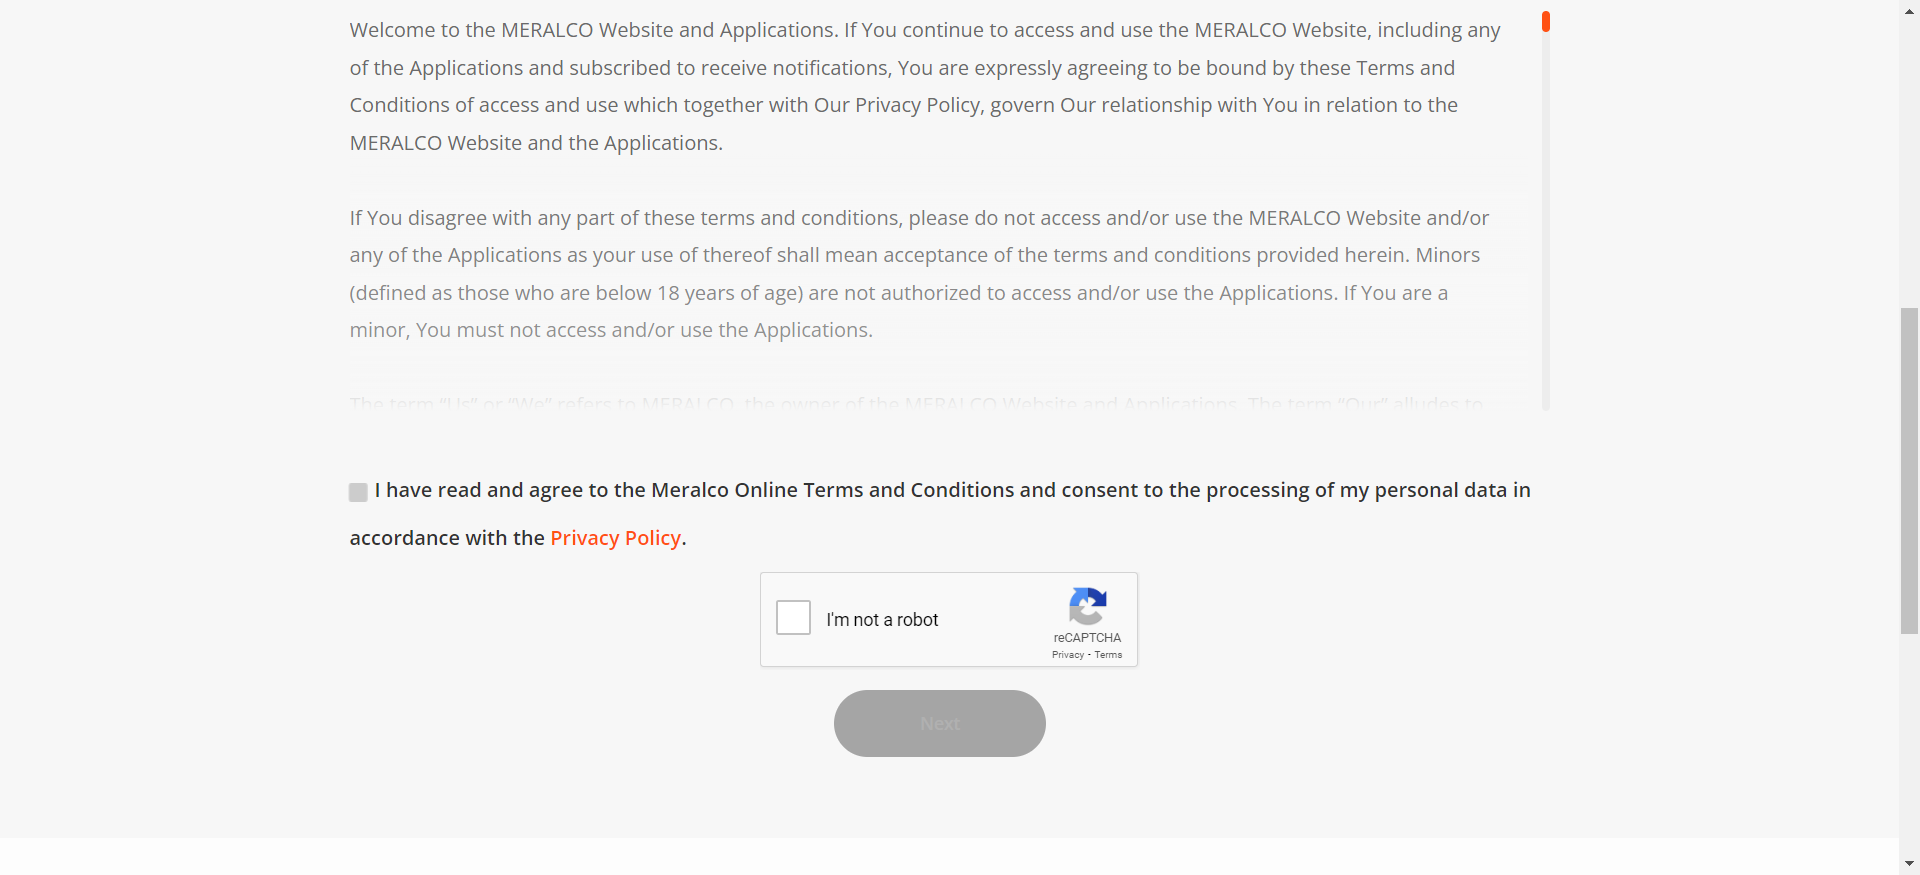 Welcome to the MERALCO Website and Applications. If You continue to access and use the MERALCO Website, including any
of the Applications and subscribed to receive notifications, You are expressly agreeing to be bound by these Terms and
Conditions of access and use which together with Our Privacy Policy, govern Our relationship with You in relation to the
MERALCO Website and the Applications.
If You disagree with any part of these terms and conditions, please do not access and/or use the MERALCO Website and/or
any of the Applications as your use of thereof shall mean acceptance of the terms and conditions provided herein. Minors
(defined as those who are below 18 years of age) are not authorized to access and/or use the Applications. If You are a
minor, You must not access and/or use the Applications.
The term “Us” or “We” refers to MERALCO, the owner of the MERALCO Website and Applications. The term “Our” alludes to
I have read and agree to the Meralco Online Terms and Conditions and consent to the processing of my personal data in
accordance with the Privacy Policy.
I'm not a robot
reCAPTCHA
Privacy - Terms
Next